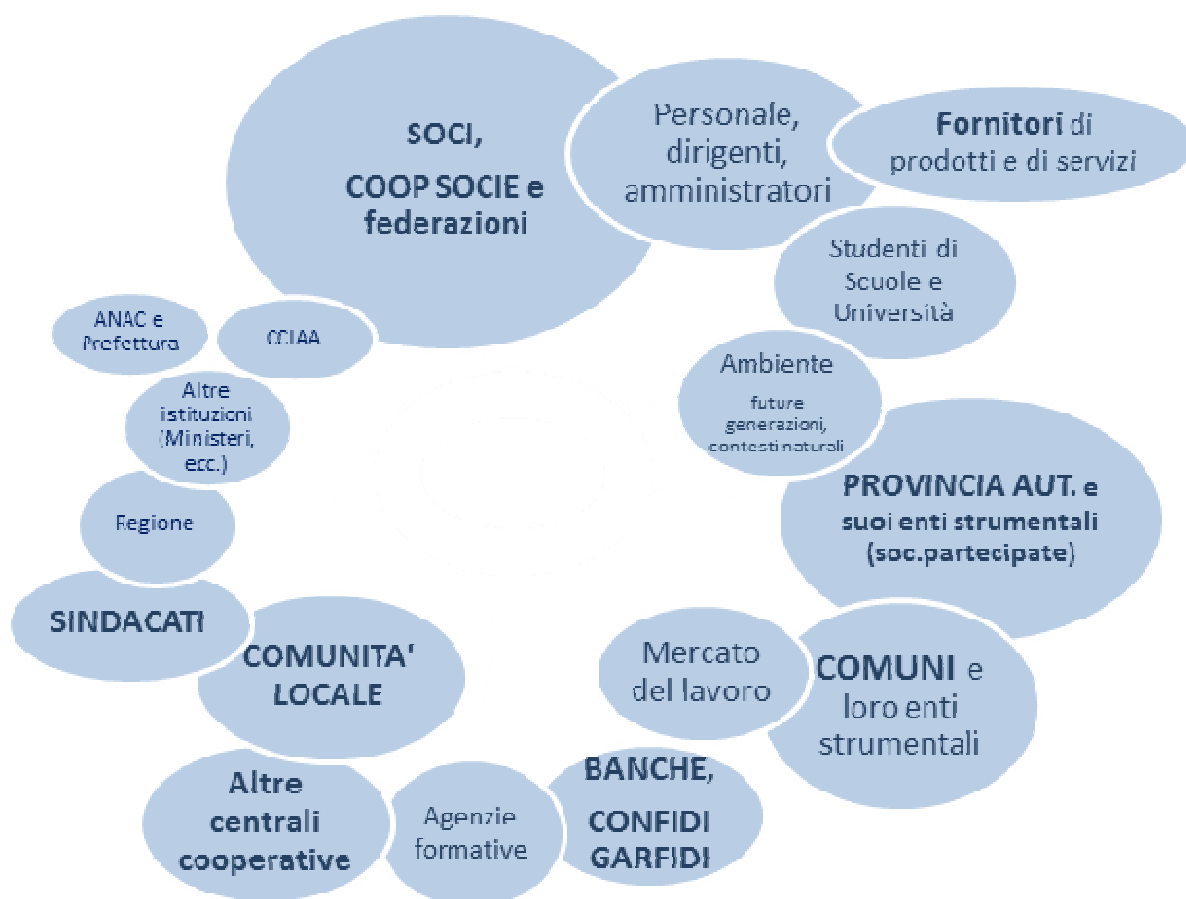 SOCI,
COOP SOCIE e
federazioni
Personale,
dirigenti,
amministratori
Fornitori di
prodotti e di servizi
Studenti di
Scuole e
Università
Ambiente
future
generazioni,
contesti naturali
PROVINCIA AUT. e
suoi enti strumentali
(soc.partecipate)
COMUNI e
loro enti
strumentali
Mercato
del lavoro
BANCHE,
CONFIDI
GARFIDI
Agenzie
formative
Altre
centrali
cooperative
COMUNITA'
LOCALE
SINDACATI
Regione
Altre
istituzioni
(Ministeri,
ecc.)
ANAC e
Prefettura
CCIAA